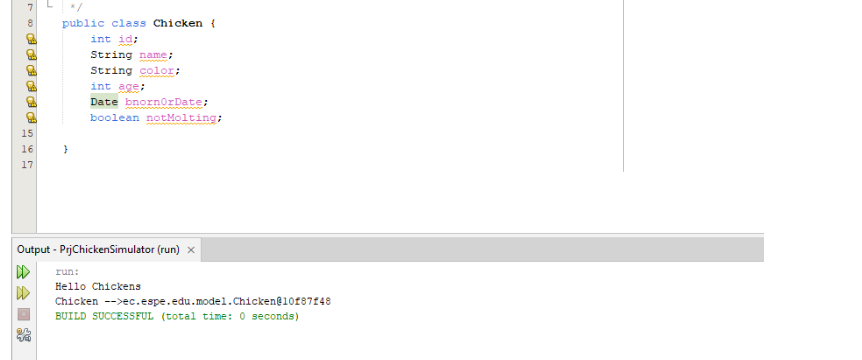 7 */
8 public class Chicken {
int id;
String name;
String color;
int age;
Date bnornOrDate;
boolean notMolting;
15
16 }
17
Output - PrjChickenSimulator (run) ×
run:
Hello Chickens
Chicken -->ec.espe.edu.model.Chicken@10f87f48
BUILD SUCCESSFUL (total time: 0 seconds)